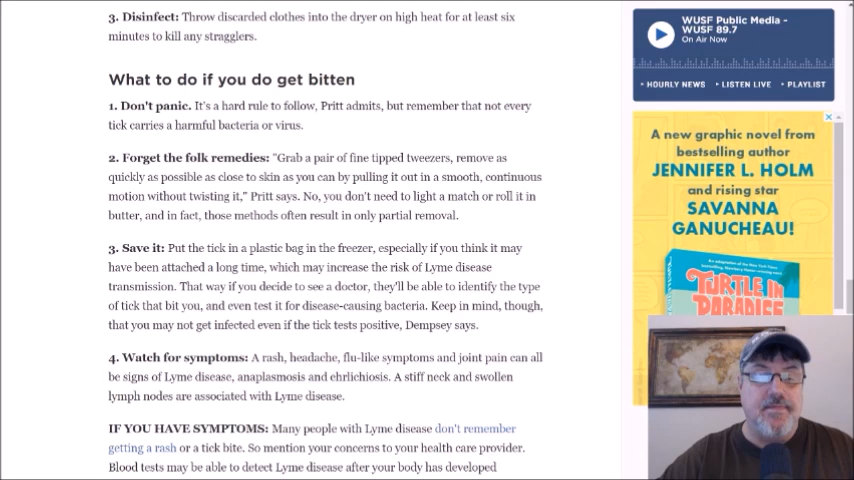 3. Disinfect: Throw discarded clothes into the dryer on high heat for at least six
minutes to kill any stragglers.
What to do if you do get bitten
1. Don't panic. It's a hard rule to follow, Pritt admits, but remember that not every
tick carries a harmful bacteria or virus.
2. Forget the folk remedies: "Grab a pair of fine tipped tweezers, remove as
quickly as possible as close to skin as you can by pulling it out in a smooth, continuous
motion without twisting it," Pritt says. No, you don't need to light a match or roll it in
butter, and in fact, those methods often result in only partial removal.
3. Save it: Put the tick in a plastic bag in the freezer, especially if you think it may
have been attached a long time, which may increase the risk of Lyme disease
transmission. That way if you decide to see a doctor, they'll be able to identify the type
of tick that bit you, and even test it for disease-causing bacteria. Keep in mind, though,
that you may not get infected even if the tick tests positive, Dempsey says.
4. Watch for symptoms: A rash, headache, flu-like symptoms and joint pain can all
be signs of Lyme disease, anaplasmosis and ehrlichiosis. A stiff neck and swollen
lymph nodes are associated with Lyme disease.
IF YOU HAVE SYMPTOMS: Many people with Lyme disease don't remember
getting a rash or a tick bite. So mention your concerns to your health care provider.
Blood tests may be able to detect Lyme disease after your body has developed
WUSF Public Media -
WUSF 89.7
On Air Now
• HOURLY NEWS • LISTEN LIVE • PLAYLIST
A new graphic novel from
bestselling author
JENNIFER L. HOLM
and rising star
SAVANNA
GANUCHEAU!
An adaptation of the New York Times
TURTLE IN
PARADISE